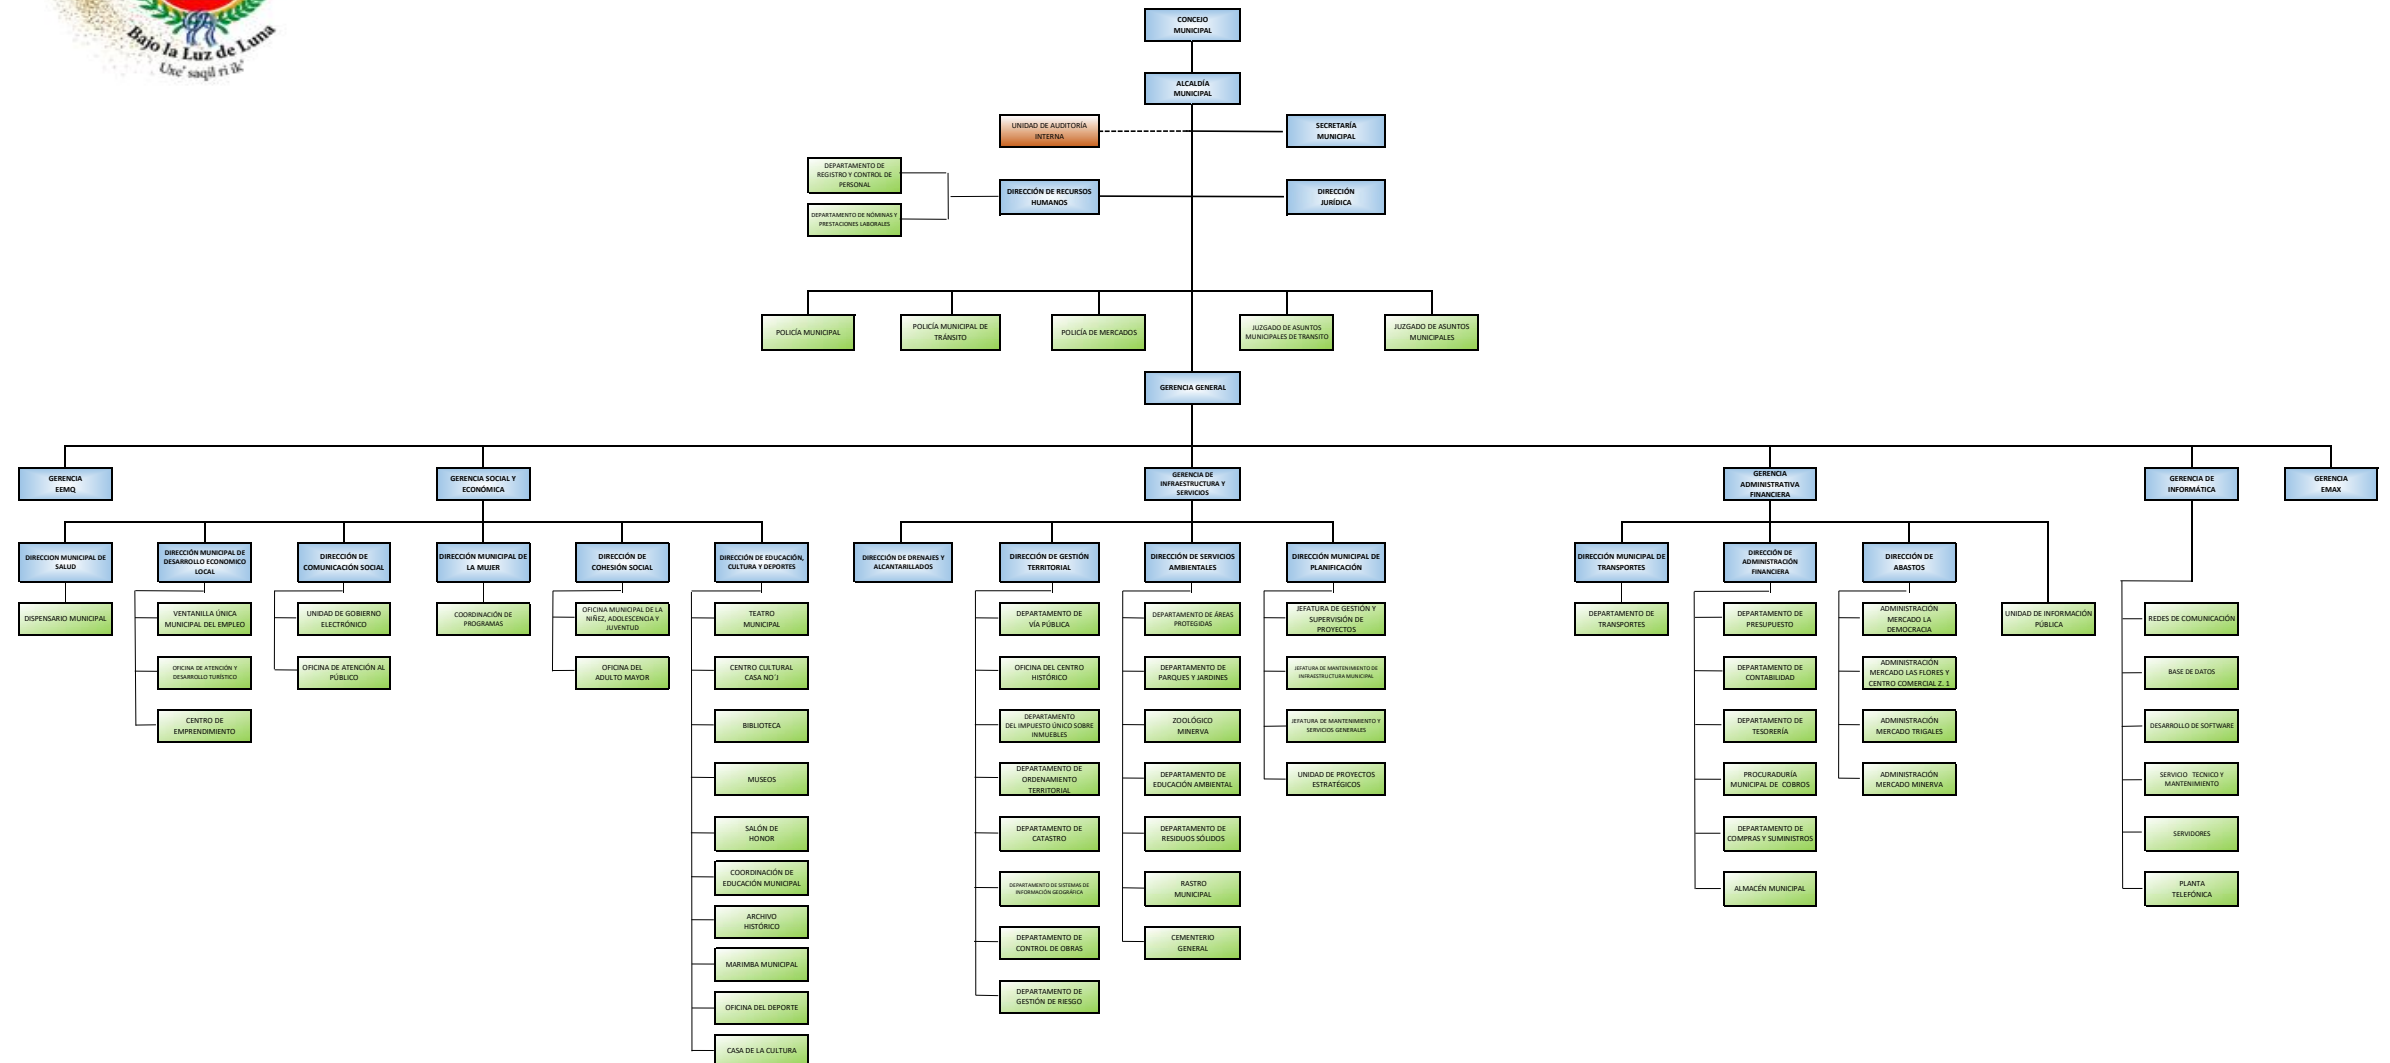 Bajo la Luz de Luna
Uxe' saqil ri ik'
CONCEJO
MUNICIPAL
ALCALDÍA
MUNICIPAL
UNIDAD DE AUDITORÍA
INTERNA
SECRETARÍA
MUNICIPAL
DEPARTAMENTO DE
REGISTRO Y CONTROL DE
PERSONAL
DEPARTAMENTO DE NÓMINAS Y
PRESTACIONES LABORALES
DIRECCIÓN DE RECURSOS
HUMANOS
DIRECCIÓN
JURÍDICA
POLICÍA MUNICIPAL
POLICÍA MUNICIPAL DE
TRÁNSITO
POLICÍA DE MERCADOS
JUZGADO DE ASUNTOS
MUNICIPALES DE TRANSITO
JUZGADO DE ASUNTOS
MUNICIPALES
GERENCIA GENERAL
GERENCIA
EEMQ
GERENCIA SOCIAL Y
ECONÓMICA
GERENCIA DE
INFRAESTRUCTURA Y
SERVICIOS
GERENCIA
ADMINISTRATIVA
FINANCIERA
GERENCIA DE
INFORMÁTICA
GERENCIA
EMAX
DIRECCION MUNICIPAL DE
SALUD
DISPENSARIO MUNICIPAL
DIRECCIÓN MUNICIPAL DE
DESARROLLO ECONOMICO
LOCAL
VENTANILLA ÚNICA
MUNICIPAL DEL EMPLEO
OFICINA DE ATENCIÓN Y
DESARROLLO TURÍSTICO
CENTRO DE
EMPRENDIMIENTO
DIRECCIÓN DE
COMUNICACIÓN SOCIAL
UNIDAD DE GOBIERNO
ELECTRÓNICO
OFICINA DE ATENCIÓN AL
PÚBLICO
DIRECCIÓN MUNICIPAL DE
LA MUJER
COORDINACIÓN DE
PROGRAMAS
DIRECCIÓN DE
COHESIÓN SOCIAL
OFICINA MUNICIPAL DE LA
NIÑEZ, ADOLESCENCIA Y
JUVENTUD
OFICINA DEL
ADULTO MAYOR
DIRECCIÓN DE EDUCACIÓN,
CULTURA Y DEPORTES
TEATRO
MUNICIPAL
CENTRO CULTURAL
CASA NO´J
BIBLIOTECA
MUSEOS
SALÓN DE
HONOR
COORDINACIÓN DE
EDUCACIÓN MUNICIPAL
ARCHIVO
HISTÓRICO
MARIMBA MUNICIPAL
OFICINA DEL DEPORTE
CASA DE LA CULTURA
DIRECCIÓN DE DRENAJES Y
ALCANTARILLADOS
DIRECCIÓN DE GESTIÓN
TERRITORIAL
DEPARTAMENTO DE
VÍA PÚBLICA
OFICINA DEL CENTRO
HISTÓRICO
DEPARTAMENTO
DEL IMPUESTO ÚNICO SOBRE
INMUEBLES
DEPARTAMENTO DE
ORDENAMIENTO
TERRITORIAL
DEPARTAMENTO DE
CATASTRO
DEPARTAMENTO DE SISTEMAS DE
INFORMACIÓN GEOGRÁFICA
DEPARTAMENTO DE
CONTROL DE OBRAS
DEPARTAMENTO DE
GESTIÓN DE RIESGO
DIRECCIÓN DE SERVICIOS
AMBIENTALES
DEPARTAMENTO DE ÁREAS
PROTEGIDAS
DEPARTAMENTO DE
PARQUES Y JARDINES
ZOOLÓGICO
MINERVA
DEPARTAMENTO DE
EDUCACIÓN AMBIENTAL
DEPARTAMENTO DE
RESIDUOS SÓLIDOS
RASTRO
MUNICIPAL
CEMENTERIO
GENERAL
DIRECCIÓN MUNICIPAL DE
PLANIFICACIÓN
JEFATURA DE GESTIÓN Y
SUPERVISIÓN DE
PROYECTOS
JEFATURA DE MANTENIMIENTO DE
INFRAESTRUCTURA MUNICIPAL
JEFATURA DE MANTENIMIENTO Y
SERVICIOS GENERALES
UNIDAD DE PROYECTOS
ESTRATÉGICOS
DIRECCIÓN MUNICIPAL DE
TRANSPORTES
DEPARTAMENTO DE
TRANSPORTES
DIRECCIÓN DE
ADMINISTRACIÓN
FINANCIERA
DEPARTAMENTO DE
PRESUPUESTO
DEPARTAMENTO DE
CONTABILIDAD
DEPARTAMENTO DE
TESORERÍA
PROCURADURÍA
MUNICIPAL DE COBROS
DEPARTAMENTO DE
COMPRAS Y SUMINISTROS
ALMACÉN MUNICIPAL
DIRECCIÓN DE
ABASTOS
ADMINISTRACIÓN
MERCADO LA
DEMOCRACIA
ADMINISTRACIÓN
MERCADO LAS FLORES Y
CENTRO COMERCIAL Z. 1
ADMINISTRACIÓN
MERCADO TRIGALES
ADMINISTRACIÓN
MERCADO MINERVA
UNIDAD DE INFORMACIÓN
PÚBLICA
REDES DE COMUNICACIÓN
BASE DE DATOS
DESARROLLO DE SOFTWARE
SERVICIO TECNICO Y
MANTENIMIENTO
SERVIDORES
PLANTA
TELEFÓNICA